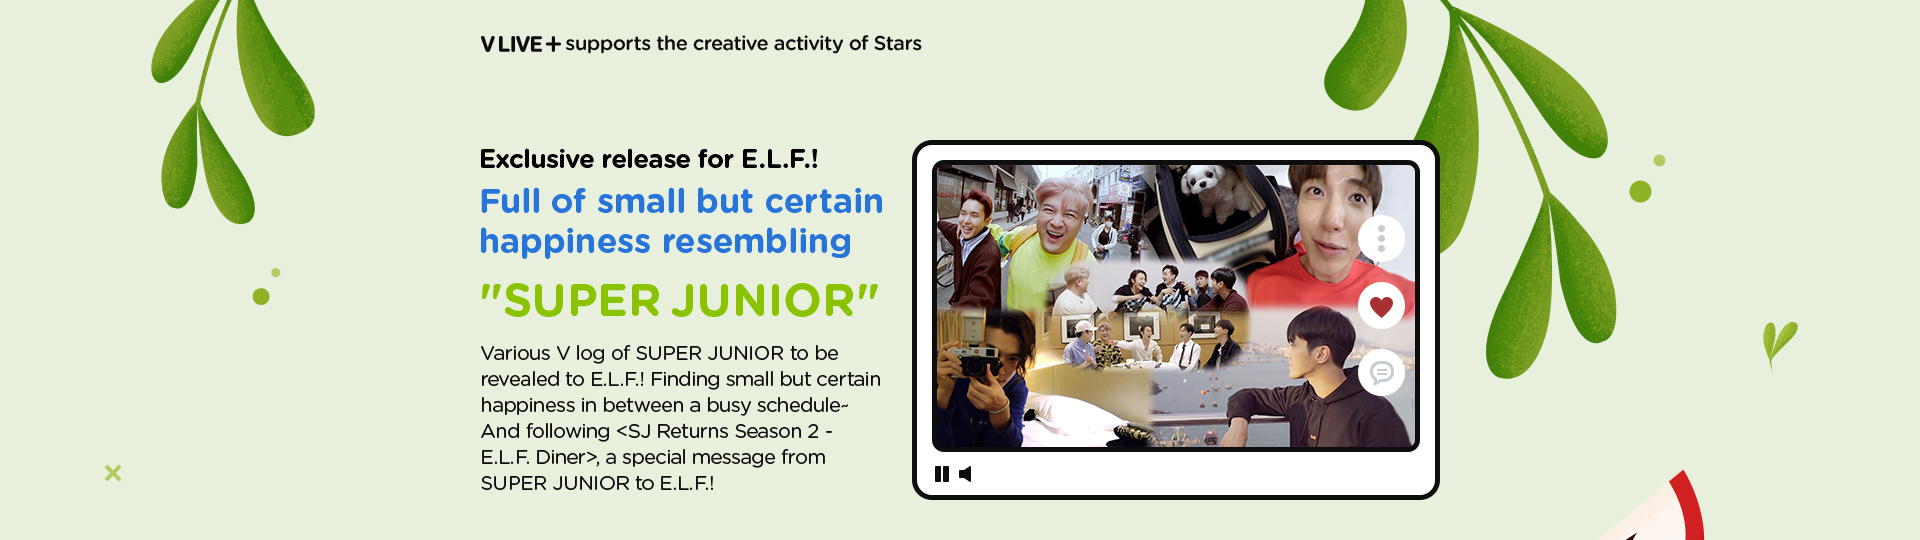 V LIVE+ supports the creative activity of Stars
Exclusive release for E.L.F.!
Full of small but certain
happiness resembling
"SUPER JUNIOR"
Various V log of SUPER JUNIOR to be
revealed to E.L.F.! Finding small but certain
happiness in between a busy schedule~
And following <SJ Returns Season 2 -
E.L.F. Diner>, a special message from
SUPER JUNIOR to E.L.F.!